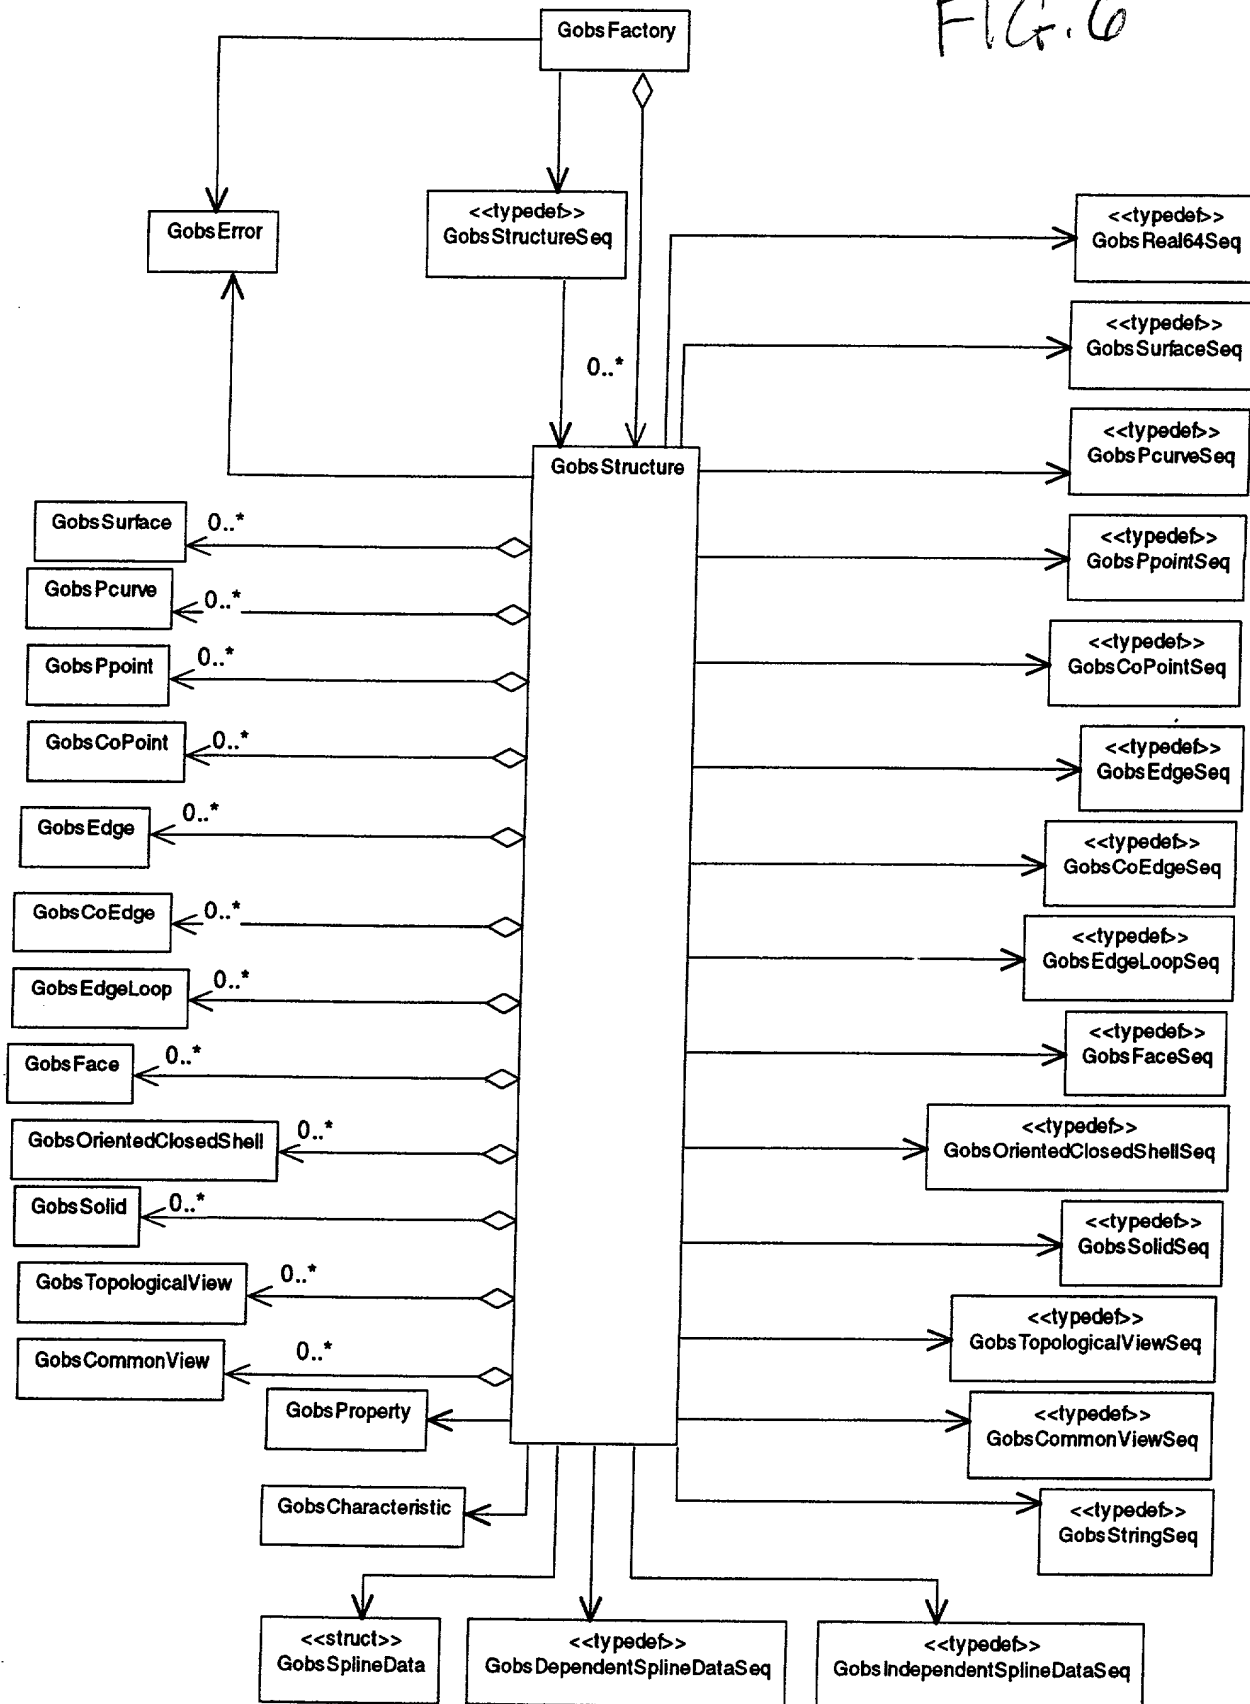 FIG. 6
GobsFactory
GobsError
<<typedef>>
GobsStructureSeq
0..*
GobsStructure
GobsSurface
0..*
GobsPcurve
0..*
GobsPpoint
0..*
GobsCoPoint
0..*
GobsEdge
0..*
GobsCoEdge
0..*
GobsEdgeLoop
0..*
GobsFace
0..*
GobsOrientedClosedShell
0..*
GobsSolid
0..*
GobsTopologicalView
0..*
GobsCommonView
0..*
GobsProperty
GobsCharacteristic
<<typedef>>
GobsReal64Seq
<<typedef>>
GobsSurfaceSeq
<<typedef>>
GobsPcurveSeq
<<typedef>>
GobsPpointSeq
<<typedef>>
GobsCoPointSeq
<<typedef>>
GobsEdgeSeq
<<typedef>>
GobsCoEdgeSeq
<<typedef>>
GobsEdgeLoopSeq
<<typedef>>
GobsFaceSeq
<<typedef>>
GobsOrientedClosedShellSeq
<<typedef>>
GobsSolidSeq
<<typedef>>
GobsTopologicalViewSeq
<<typedef>>
GobsCommonViewSeq
<<typedef>>
GobsStringSeq
<<struct>>
GobsSplineData
<<typedef>>
GobsDependentSplineDataSeq
<<typedef>>
GobsIndependentSplineDataSeq